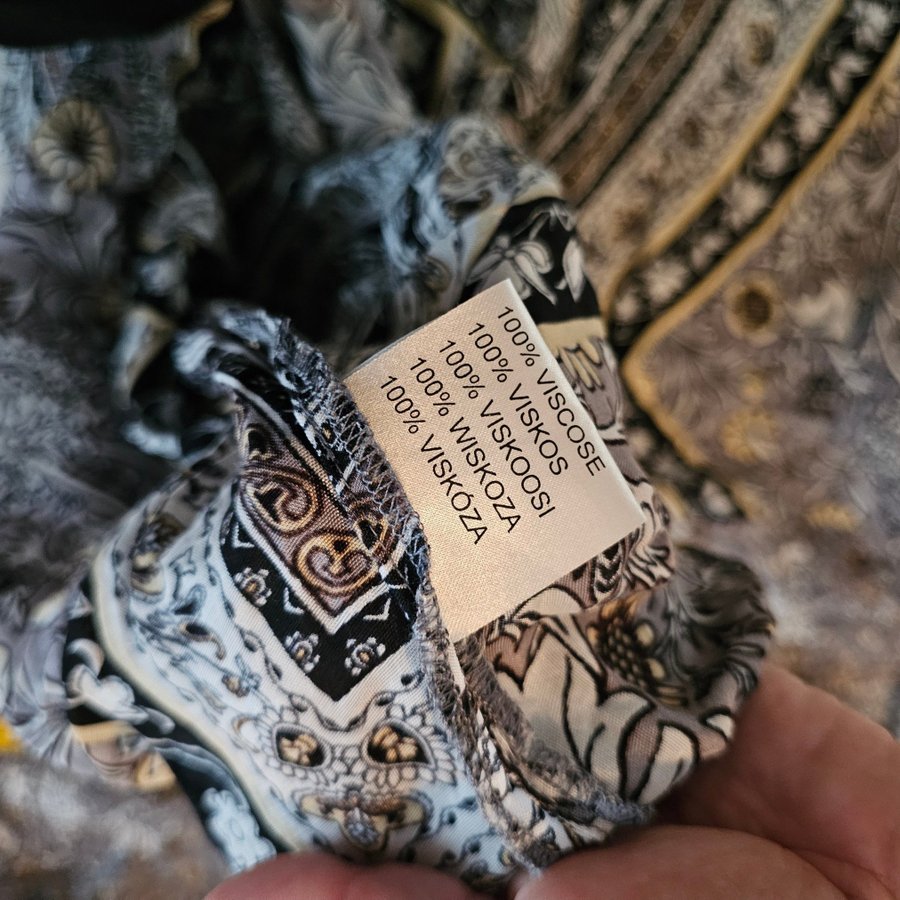 100% VISCOSE
100% VISKOS
100% VISKOOSI
100% WISKOZA
100% VISKÓZA